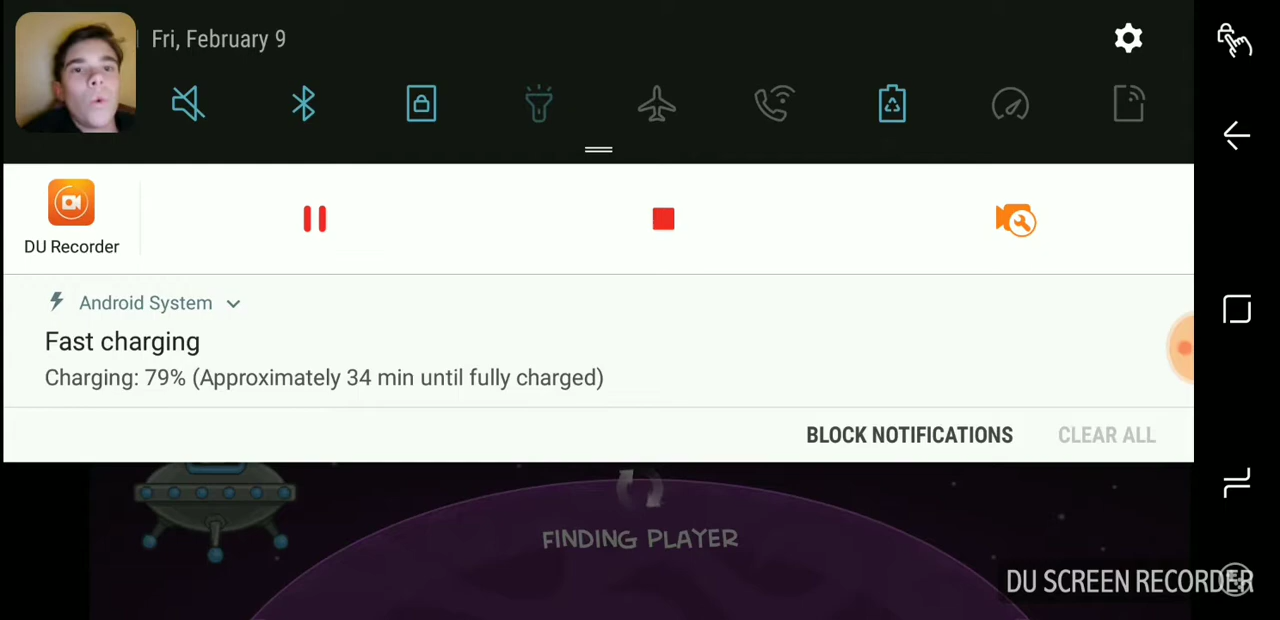 Fri, February 9
DU Recorder
Android System
Fast charging
Charging: 79% (Approximately 34 min until fully charged)
BLOCK NOTIFICATIONS
CLEAR ALL
FINDING PLAYER
DU SCREEN RECORDER